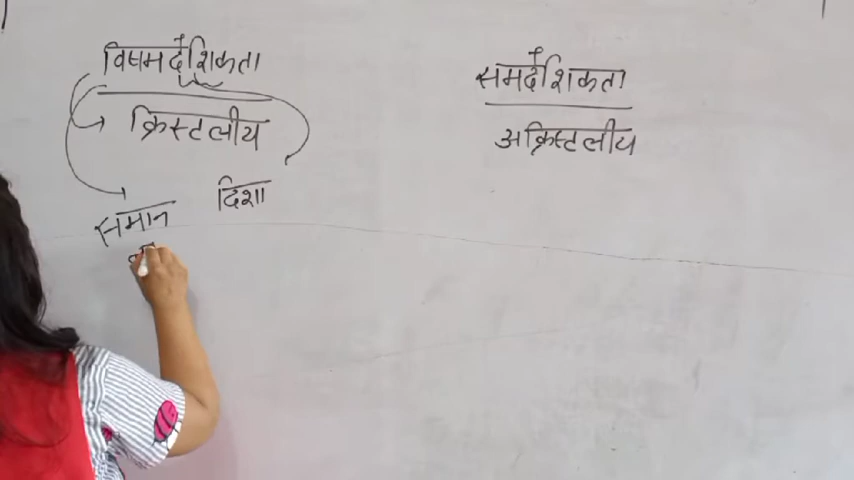 विषमदैशिकता
क्रिस्टलीय
दिशा
समान
समदैशिकता
अक्रिस्टलीय